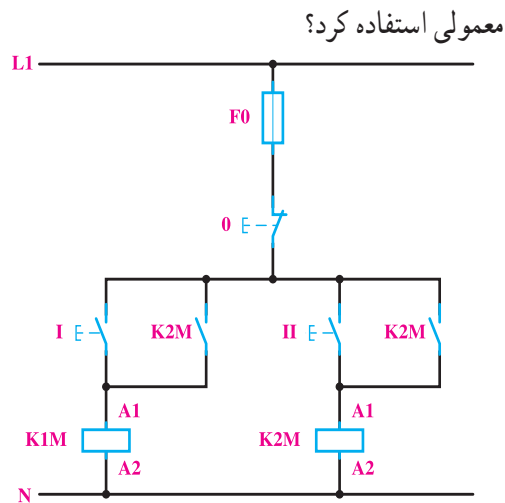 معمولی استفاده کرد؟
L1
F0
0
I K2M II K2M
A1 A1
K1M K2M
A2 A2
N